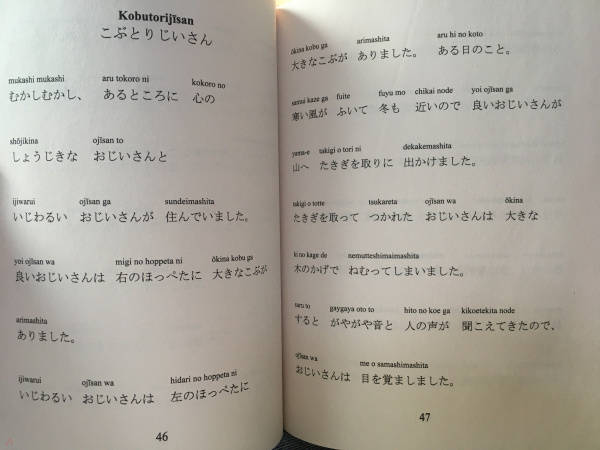 Kobutorijīsan
こぶとりじいさん
mukashi mukashi aru tokoro ni kokoro no
むかしむかし、 あるところに 心の
shōjikina ojīsan to
しょうじきな おじいさんと
ijiwarui ojīsan ga sundeimashita
いじわるい おじいさんが 住んでいました。
yoi ojīsan wa migi no hoppeta ni ōkina kobu ga
良いおじいさんは 右のほっぺたに 大きなこぶが
arimashita
ありました。
ijiwarui ojīsan wa hidari no hoppeta ni
いじわるい おじいさんは 左のほっぺたに
46
ōkina kobu ga arimashita aru hi no koto
大きなこぶが ありました。 ある日のこと。
samui kaze ga fuite fuyu mo chikai node yoi ojīsan ga
寒い風が ふいて 冬も 近いので 良いおじいさんが
yama-e takigi o tori ni dekakemashita
山へ たきぎを取りに 出かけました。
takigi o totte tsukareta ojīsan wa ōkina
たきぎを取って つかれた おじいさんは 大きな
ki no kage de nemutteshimaimashita
木のかげで ねむってしまいました。
suru to gaygaya oto to hito no koe ga kikoetekita node
すると がやがや音と 人の声が 聞こえてきたので、
ojīsan wa me o samashimashita
おじいさんは 目を覚ましました。
47